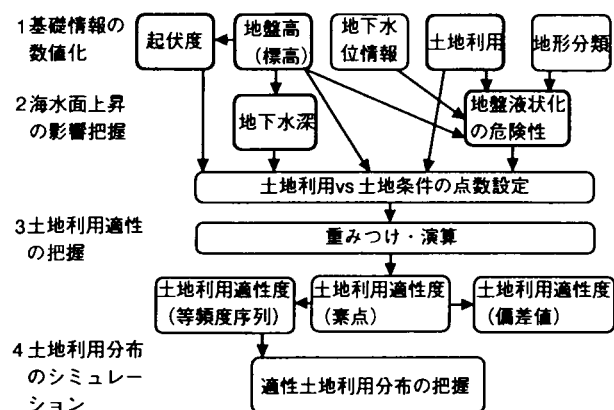 1基礎情報の
数値化
起伏度
地盤高
(標高)
地下水
位情報
土地利用
地形分類
2海水面上昇
の影響把握
地下水深
地盤液状化
の危険性
土地利用vs土地条件の点数設定
3土地利用適性
の把握
重みつけ・演算
土地利用適性度
(等頻度序列)
土地利用適性度
(素点)
土地利用適性度
(偏差値)
4土地利用分布
のシミュレー
ション
適性土地利用分布の把握